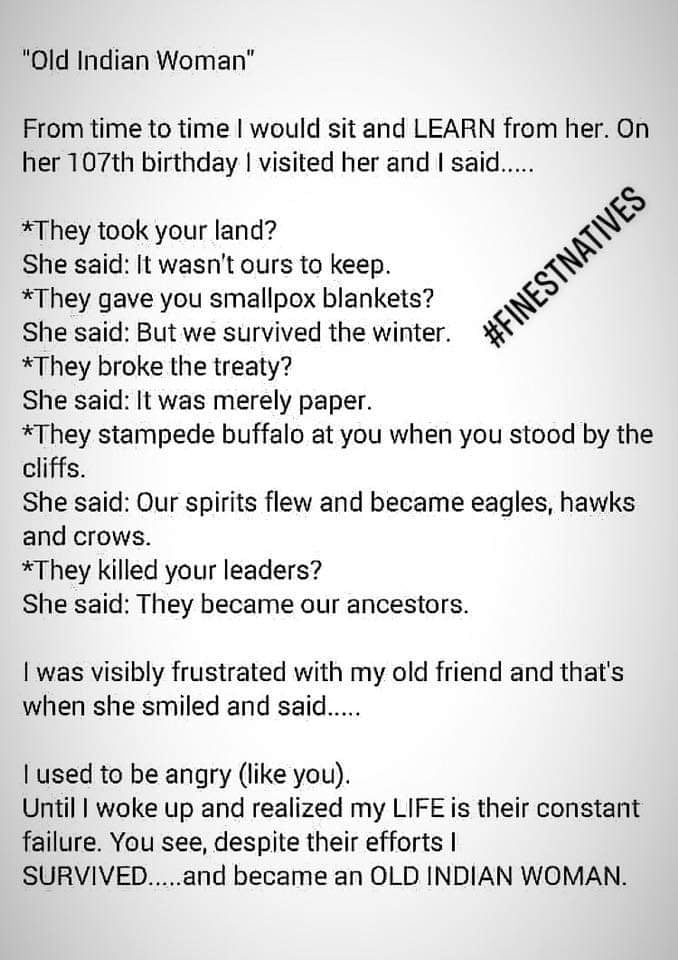 "Old Indian Woman"
From time to time I would sit and LEARN from her. On
her 107th birthday I visited her and I said.....
*They took your land?
She said: It wasn't ours to keep.
*They gave you smallpox blankets?
She said: But we survived the winter.
#FINESTNATIVES
*They broke the treaty?
She said: It was merely paper.
*They stampede buffalo at you when you stood by the
cliffs.
She said: Our spirits flew and became eagles, hawks
and crows.
*They killed your leaders?
She said: They became our ancestors.
I was visibly frustrated with my old friend and that's
when she smiled and said.....
I used to be angry (like you).
Until I woke up and realized my LIFE is their constant
failure. You see, despite their efforts I
SURVIVED.....and became an OLD INDIAN WOMAN.